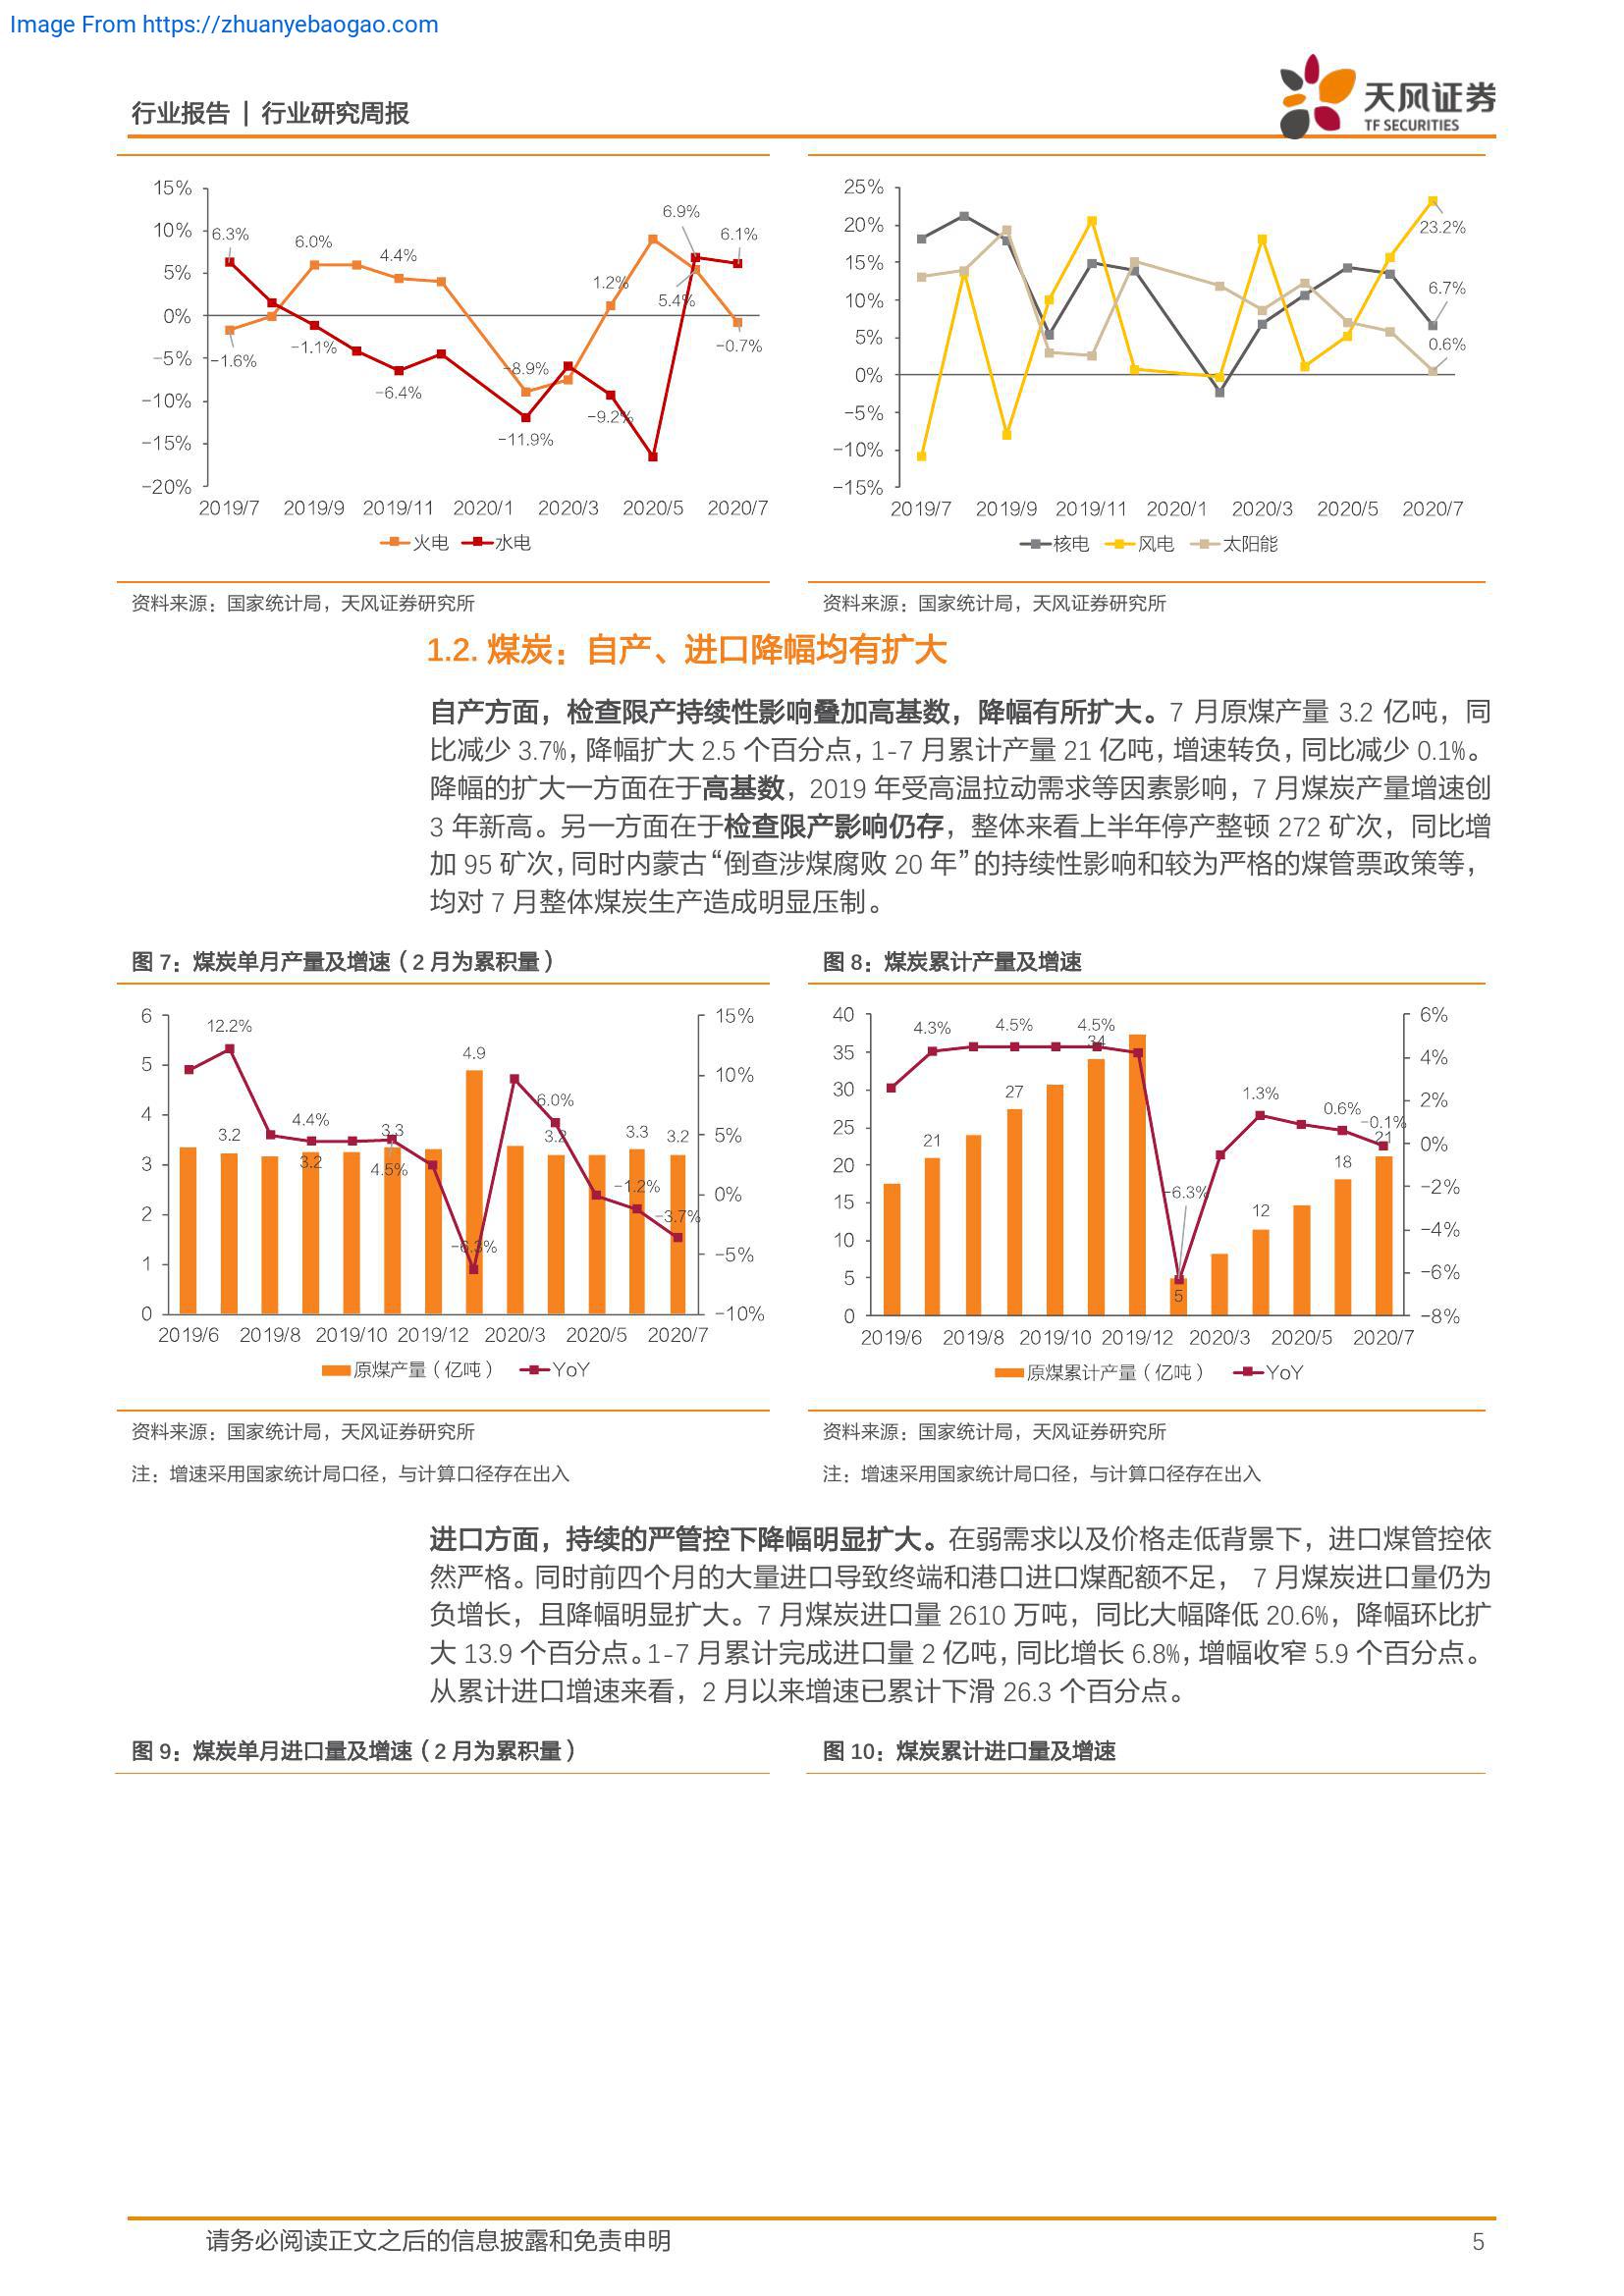 Image From https://zhuanyebaogao.com
行业报告 | 行业研究周报
天风证券
TF SECURITIES
15%
10%
5%
0%
−5%
−10%
−15%
−20%
6.3%
−1.6%
6.0%
−1.1%
4.4%
−6.4%
−8.9%
−11.9%
1.2%
−9.2%
6.9%
5.4%
6.1%
−0.7%
2019/7 2019/9 2019/11 2020/1 2020/3 2020/5 2020/7
火电 水电
25%
20%
15%
10%
5%
0%
−5%
−10%
−15%
23.2%
6.7%
0.6%
2019/7 2019/9 2019/11 2020/1 2020/3 2020/5 2020/7
核电 风电 太阳能
资料来源：国家统计局，天风证券研究所
资料来源：国家统计局，天风证券研究所
1.2. 煤炭：自产、进口降幅均有扩大
自产方面，检查限产持续性影响叠加高基数，降幅有所扩大。7 月原煤产量 3.2 亿吨，同
比减少 3.7%，降幅扩大 2.5 个百分点，1-7 月累计产量 21 亿吨，增速转负，同比减少 0.1%。
降幅的扩大一方面在于高基数，2019 年受高温拉动需求等因素影响，7 月煤炭产量增速创
3 年新高。另一方面在于检查限产影响仍存，整体来看上半年停产整顿 272 矿次，同比增
加 95 矿次，同时内蒙古“倒查涉煤腐败 20 年”的持续性影响和较为严格的煤管票政策等，
均对 7 月整体煤炭生产造成明显压制。
图 7：煤炭单月产量及增速（2 月为累积量）
6
5
4
3
2
1
0
12.2%
3.2
4.4%
3.2
3.3
4.5%
4.9
−6.3%
6.0%
3.2
3.3
−1.2%
3.2
−3.7%
15%
10%
5%
0%
−5%
−10%
2019/6 2019/8 2019/10 2019/12 2020/3 2020/5 2020/7
原煤产量（亿吨） YoY
图 8：煤炭累计产量及增速
40
35
30
25
20
15
10
5
0
4.3%
21
4.5%
27
4.5%
34
−6.3%
5
1.3%
12
0.6%
18
−0.1%
21
6%
4%
2%
0%
−2%
−4%
−6%
−8%
2019/6 2019/8 2019/10 2019/12 2020/3 2020/5 2020/7
原煤累计产量（亿吨） YoY
资料来源：国家统计局，天风证券研究所
注：增速采用国家统计局口径，与计算口径存在出入
资料来源：国家统计局，天风证券研究所
注：增速采用国家统计局口径，与计算口径存在出入
进口方面，持续的严管控下降幅明显扩大。在弱需求以及价格走低背景下，进口煤管控依
然严格。同时前四个月的大量进口导致终端和港口进口煤配额不足， 7 月煤炭进口量仍为
负增长，且降幅明显扩大。7 月煤炭进口量 2610 万吨，同比大幅降低 20.6%，降幅环比扩
大 13.9 个百分点。1-7 月累计完成进口量 2 亿吨，同比增长 6.8%，增幅收窄 5.9 个百分点。
从累计进口增速来看，2 月以来增速已累计下滑 26.3 个百分点。
图 9：煤炭单月进口量及增速（2 月为累积量）
图 10：煤炭累计进口量及增速
请务必阅读正文之后的信息披露和免责申明
5